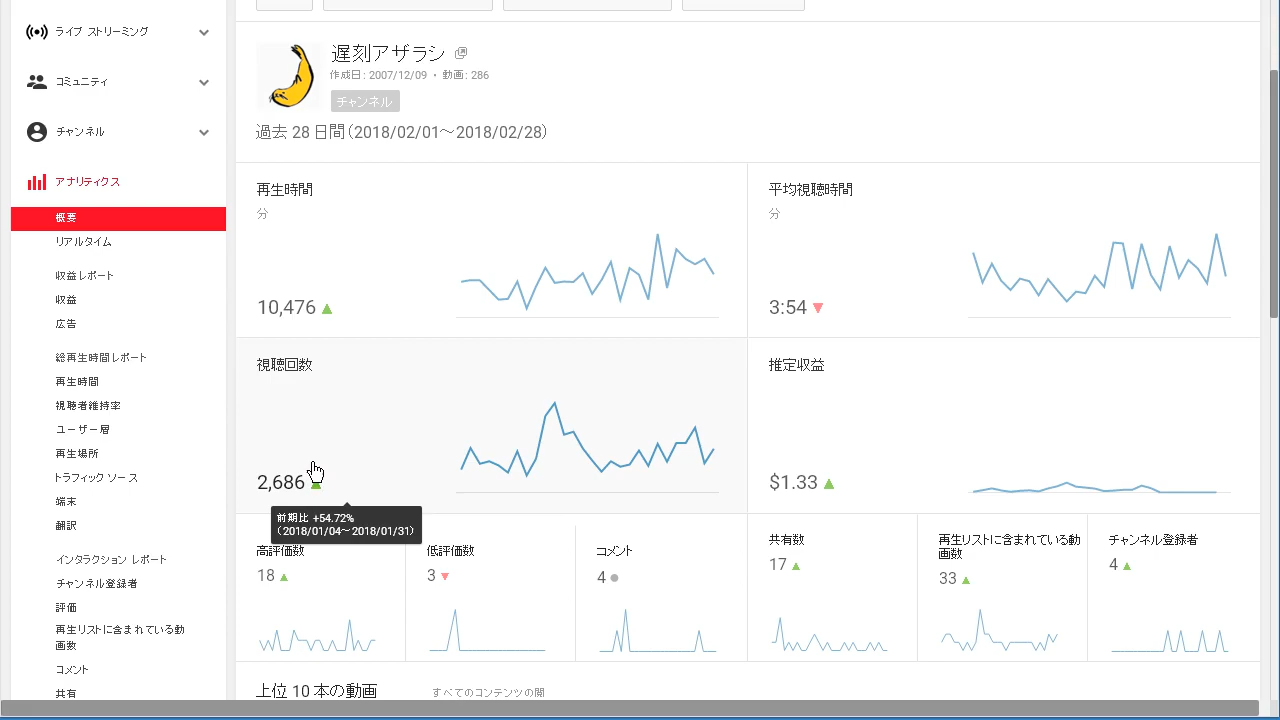 ライブ ストリーミング
コミュニティ
チャンネル
アナリティクス
概要
リアルタイム
収益レポート
収益
広告
総再生時間レポート
再生時間
視聴者維持率
ユーザー層
再生場所
トラフィック ソース
端末
翻訳
インタラクション レポート
チャンネル登録者
評価
再生リストに含まれている動
画数
コメント
共有
遅刻アザラシ
作成日: 2007/12/09 • 動画: 286
チャンネル
過去 28 日間（2018/02/01～2018/02/28）
再生時間
分
10,476
平均視聴時間
分
3:54
視聴回数
2,686
前期比 +54.72%
（2018/01/04～2018/01/31）
推定収益
$1.33
高評価数
18
低評価数
3
コメント
4
共有数
17
再生リストに含まれている動
画数
33
チャンネル登録者
4
上位 10 本の動画
すべてのコンテンツの閲